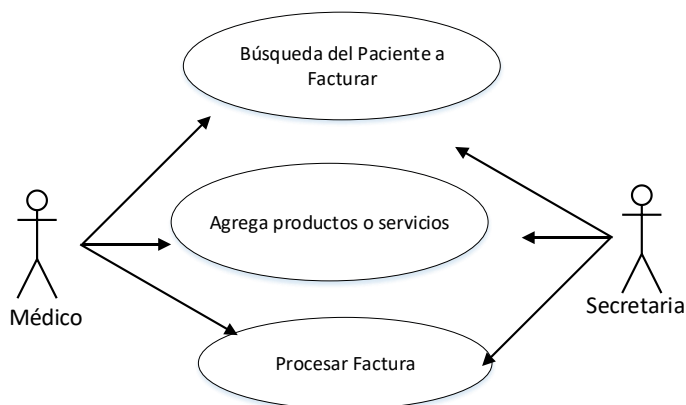 Búsqueda del Paciente a
Facturar
Agrega productos o servicios
Médico
Secretaria
Procesar Factura